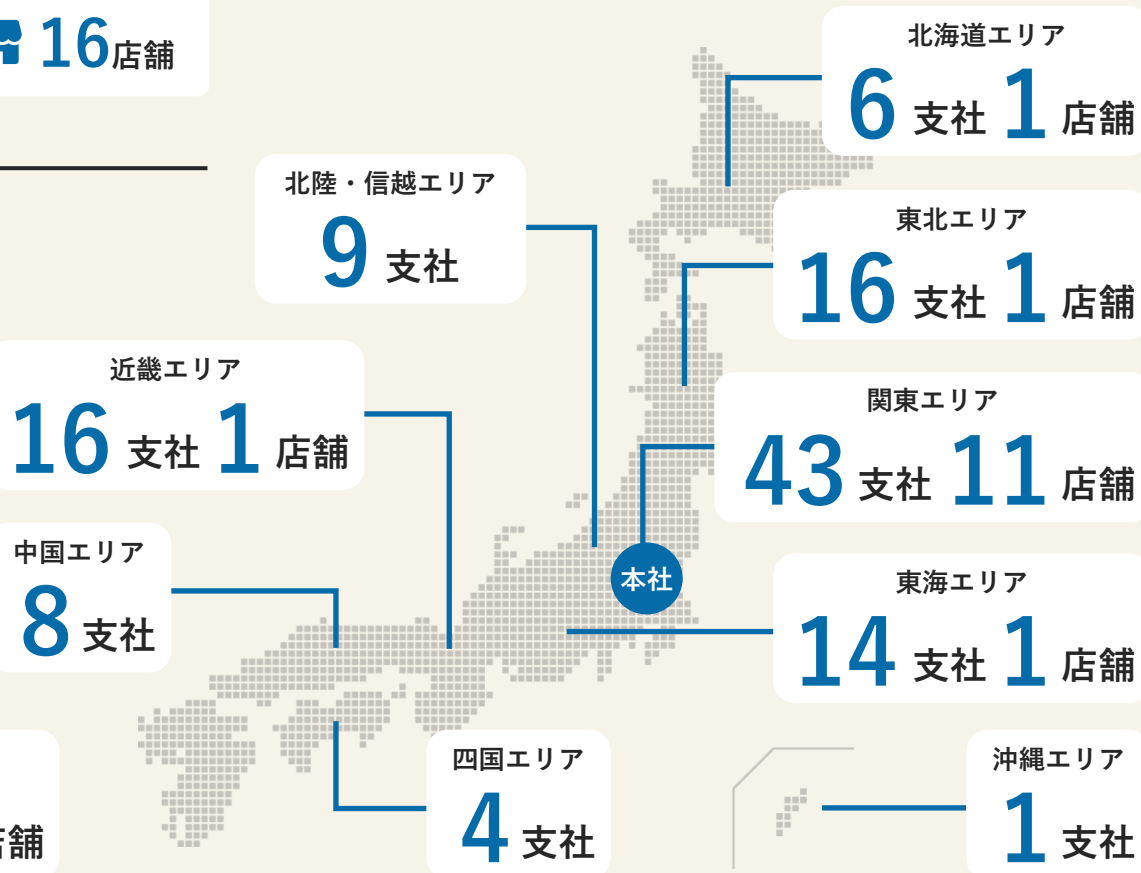 16店舗
北海道エリア
6 支社 1 店舗
北陸・信越エリア
9 支社
東北エリア
16 支社 1 店舗
近畿エリア
16 支社 1 店舗
関東エリア
43 支社 11 店舗
中国エリア
8 支社
本社
東海エリア
14 支社 1 店舗
四国エリア
4 支社
沖縄エリア
1 支社
舗